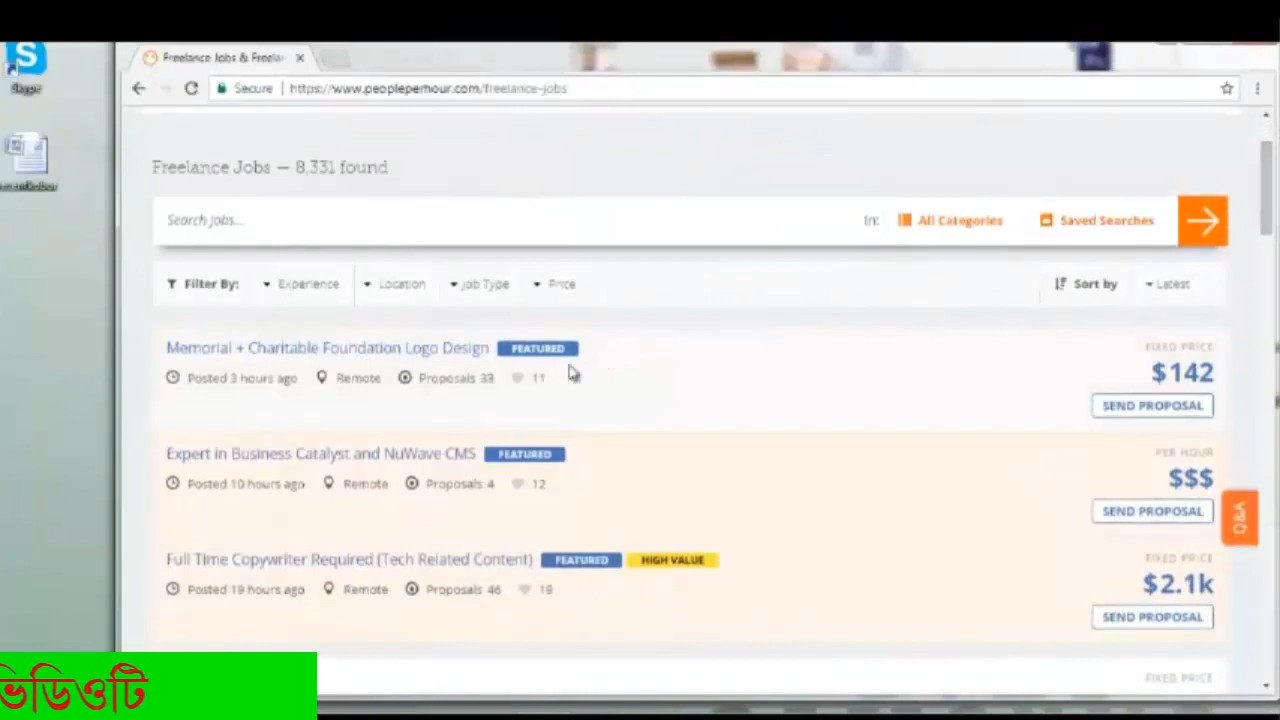 Skype
Freelance Jobs & Freela
Secure
https://www.peopleperhour.com/freelance-jobs
Freelance Jobs — 8,331 found
Search jobs...
In: All Categories Saved Searches
Filter By: Experience Location Job Type Price Sort by Latest
Memorial + Charitable Foundation Logo Design FEATURED
FIXED PRICE
$142
Posted 3 hours ago Remote Proposals 33 11
SEND PROPOSAL
Expert in Business Catalyst and NuWave CMS FEATURED
PER HOUR
$$$
Posted 10 hours ago Remote Proposals 4 12
SEND PROPOSAL
Q&A
Full Time Copywriter Required (Tech Related Content) FEATURED HIGH VALUE
FIXED PRICE
$2.1k
Posted 19 hours ago Remote Proposals 46 19
SEND PROPOSAL
FIXED PRICE
ভিডিওটি